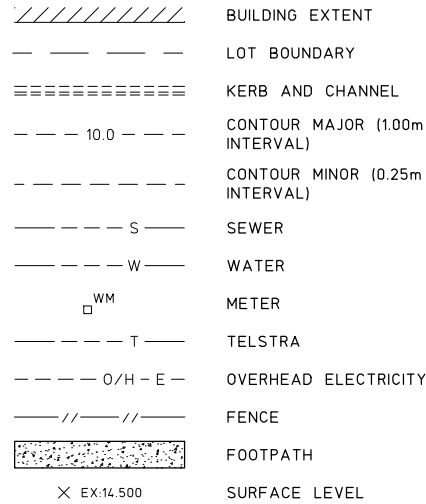 BUILDING EXTENT
LOT BOUNDARY
KERB AND CHANNEL
10.0 CONTOUR MAJOR (1.00m
INTERVAL)
CONTOUR MINOR (0.25m
INTERVAL)
S SEWER
W WATER
WM METER
T TELSTRA
O/H - E OVERHEAD ELECTRICITY
FENCE
FOOTPATH
EX:14.500 SURFACE LEVEL